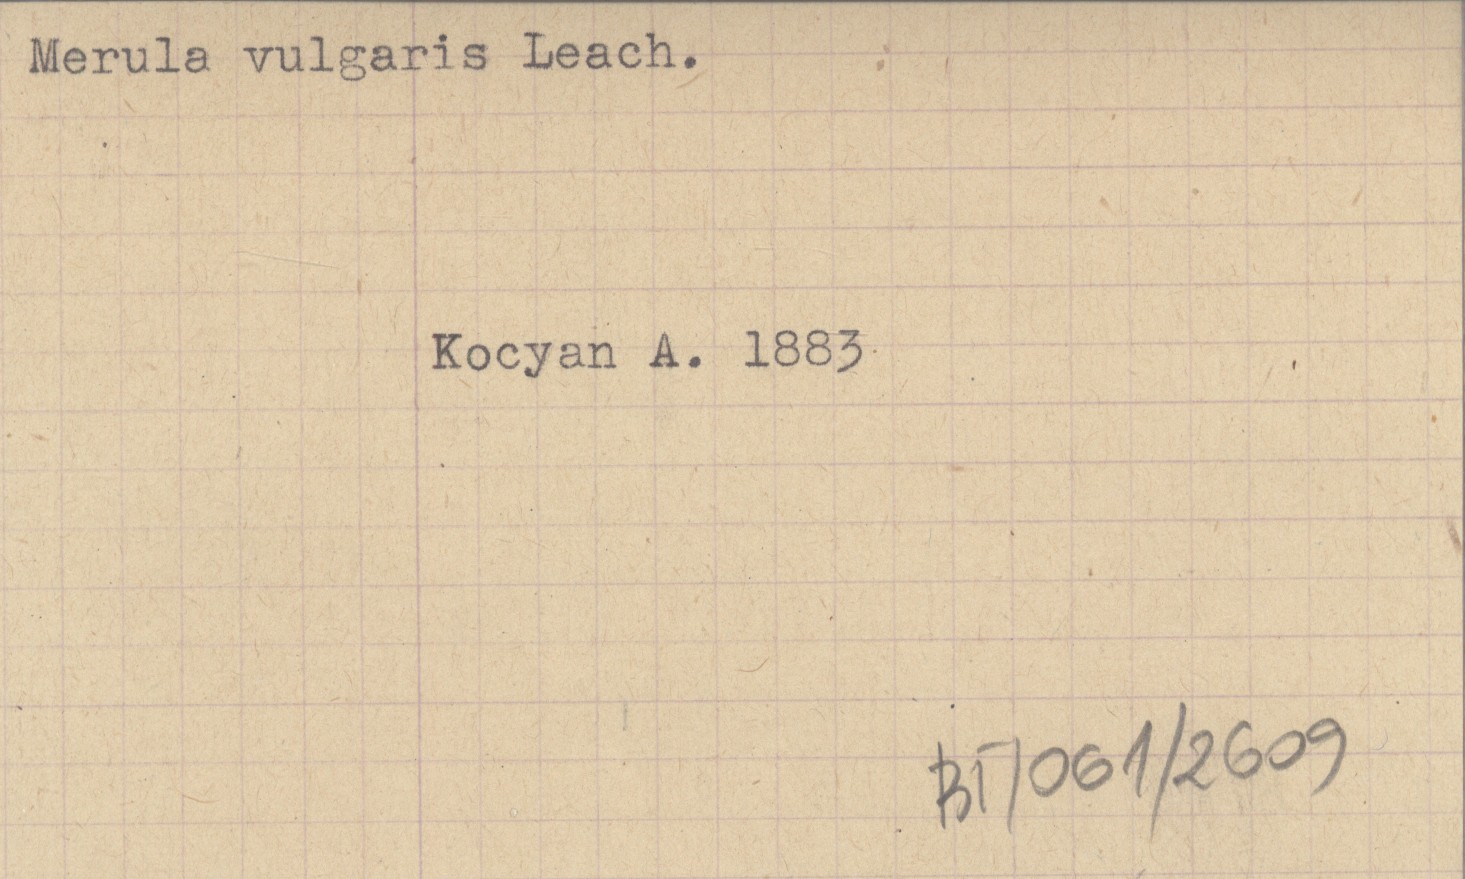 Merula vulgaris Leach.
Kocyan A. 1883
BT/061/2609